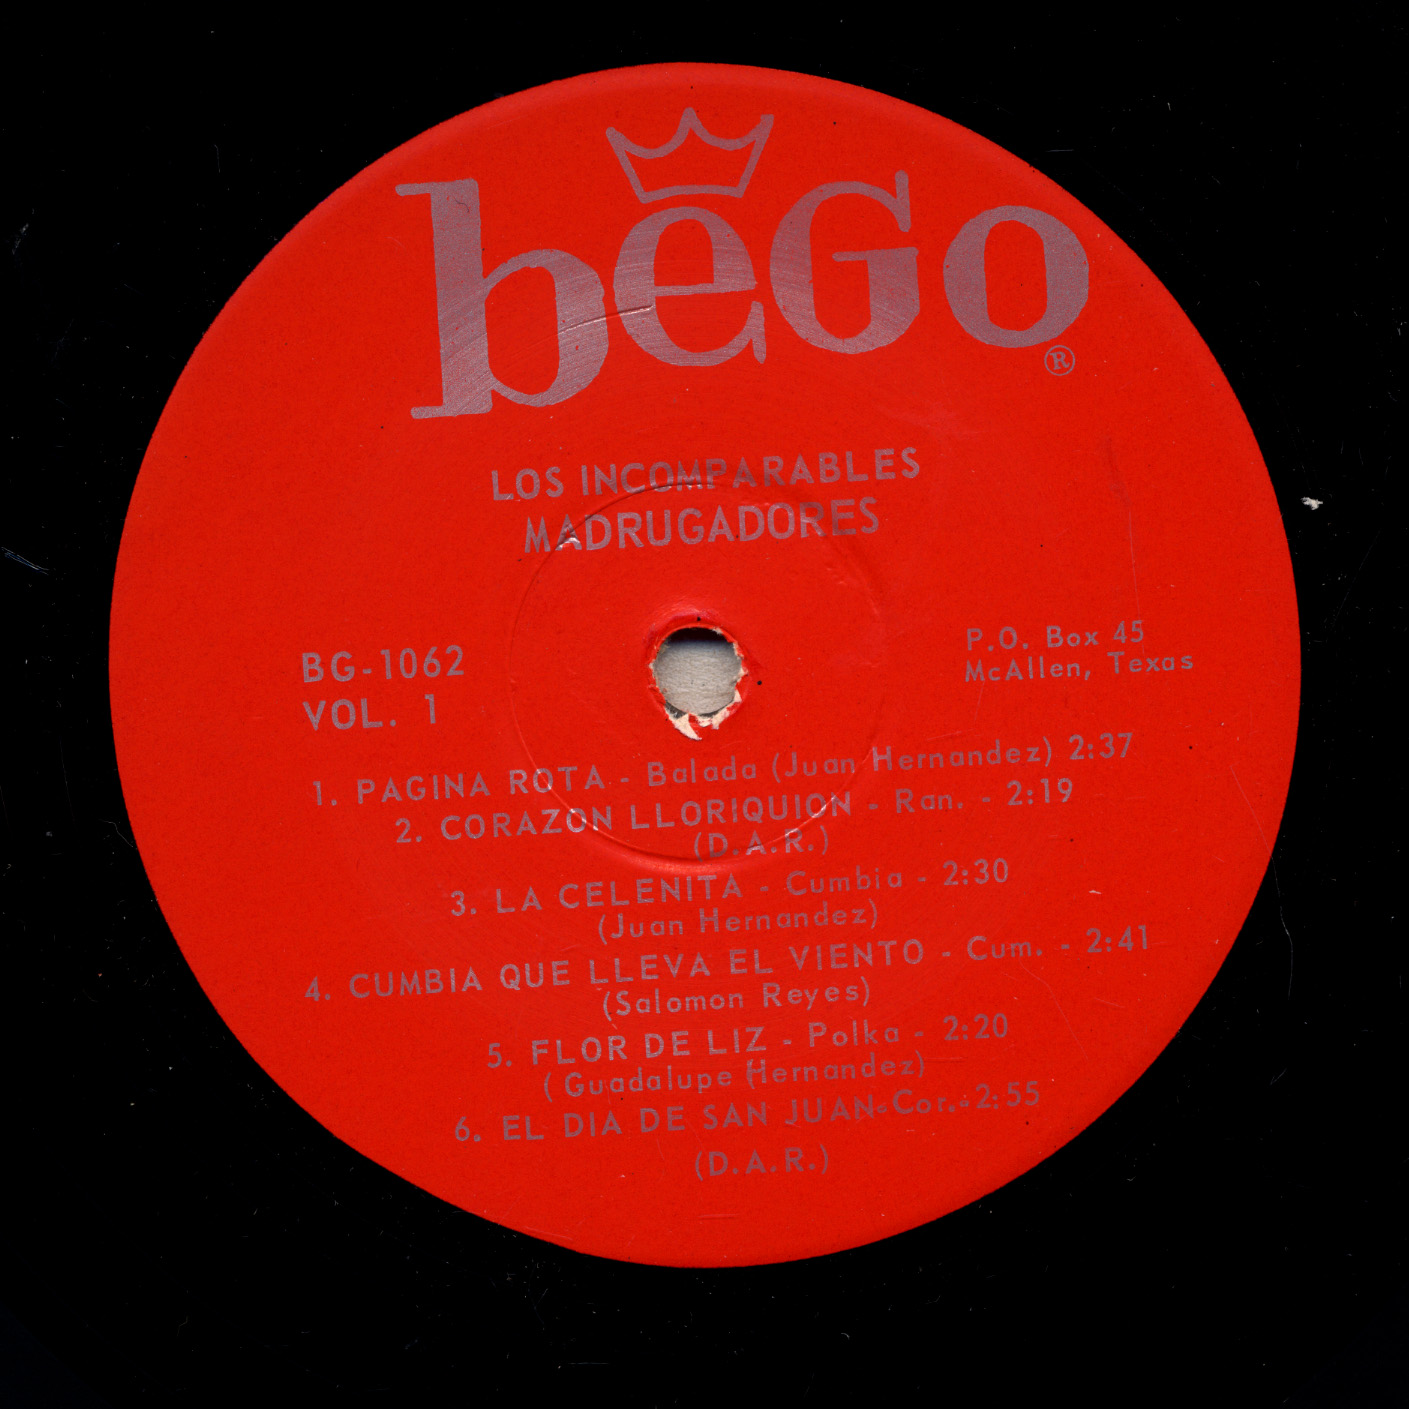 beGo
®
LOS INCOMPARABLES
MADRUGADORES
BG-1062
VOL. 1
P.O. Box 45
McAllen, Texas
1. PAGINA ROTA - Balada (Juan Hernandez) 2:37
2. CORAZON LLORIQUION - Ran. - 2:19
(D.A.R.)
3. LA CELENITA - Cumbia - 2:30
(Juan Hernandez)
4. CUMBIA QUE LLEVA EL VIENTO - Cum. - 2:41
(Salomon Reyes)
5. FLOR DE LIZ - Polka - 2:20
( Guadalupe Hernandez)
6. EL DIA DE SAN JUAN-Cor.-2:55
(D.A.R.)